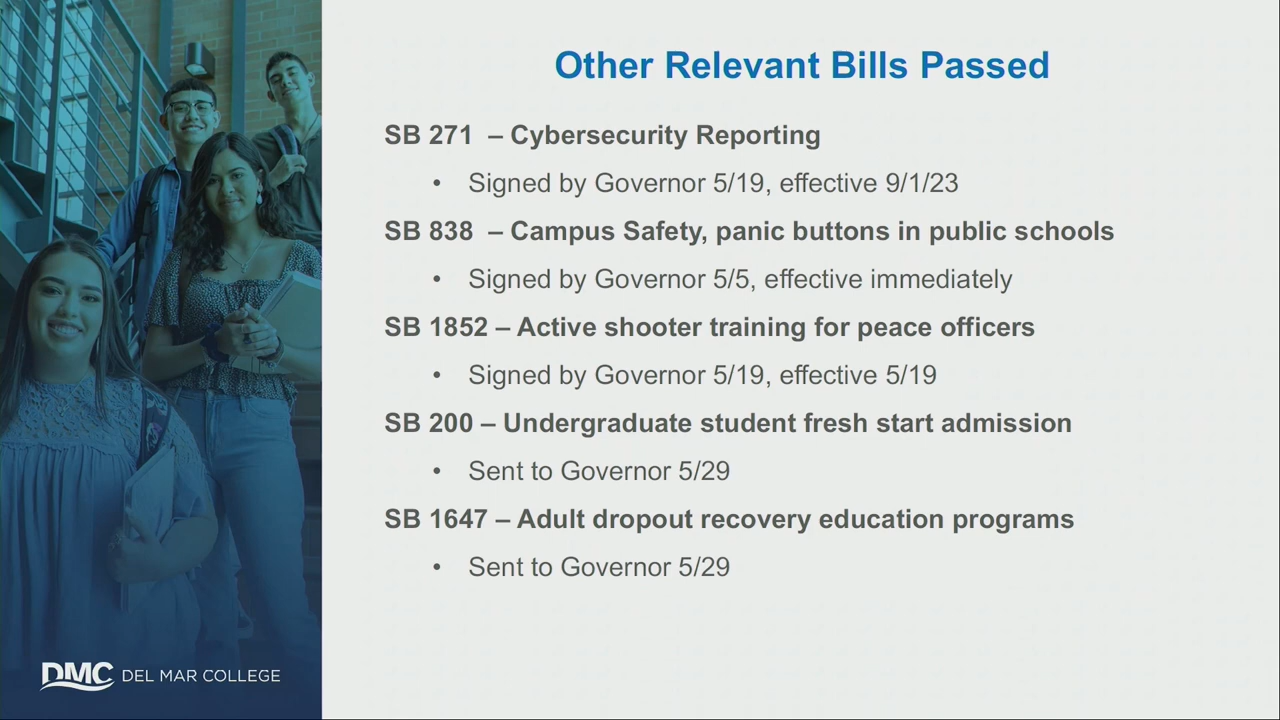 Other Relevant Bills Passed
SB 271 – Cybersecurity Reporting
• Signed by Governor 5/19, effective 9/1/23
SB 838 – Campus Safety, panic buttons in public schools
• Signed by Governor 5/5, effective immediately
SB 1852 – Active shooter training for peace officers
• Signed by Governor 5/19, effective 5/19
SB 200 – Undergraduate student fresh start admission
• Sent to Governor 5/29
SB 1647 – Adult dropout recovery education programs
• Sent to Governor 5/29
DMC DEL MAR COLLEGE